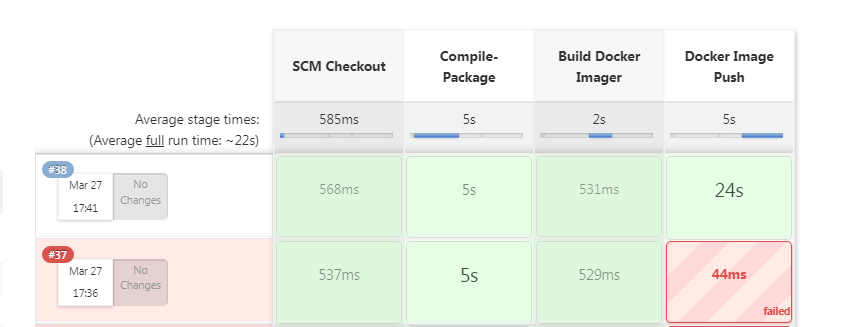 SCM Checkout
Compile-
Package
Build Docker
Imager
Docker Image
Push
Average stage times:
(Average full run time: ~22s)
585ms
5s
2s
5s
#38
Mar 27
17:41
No
Changes
568ms
5s
531ms
24s
#37
Mar 27
17:36
No
Changes
537ms
5s
529ms
44ms
failed